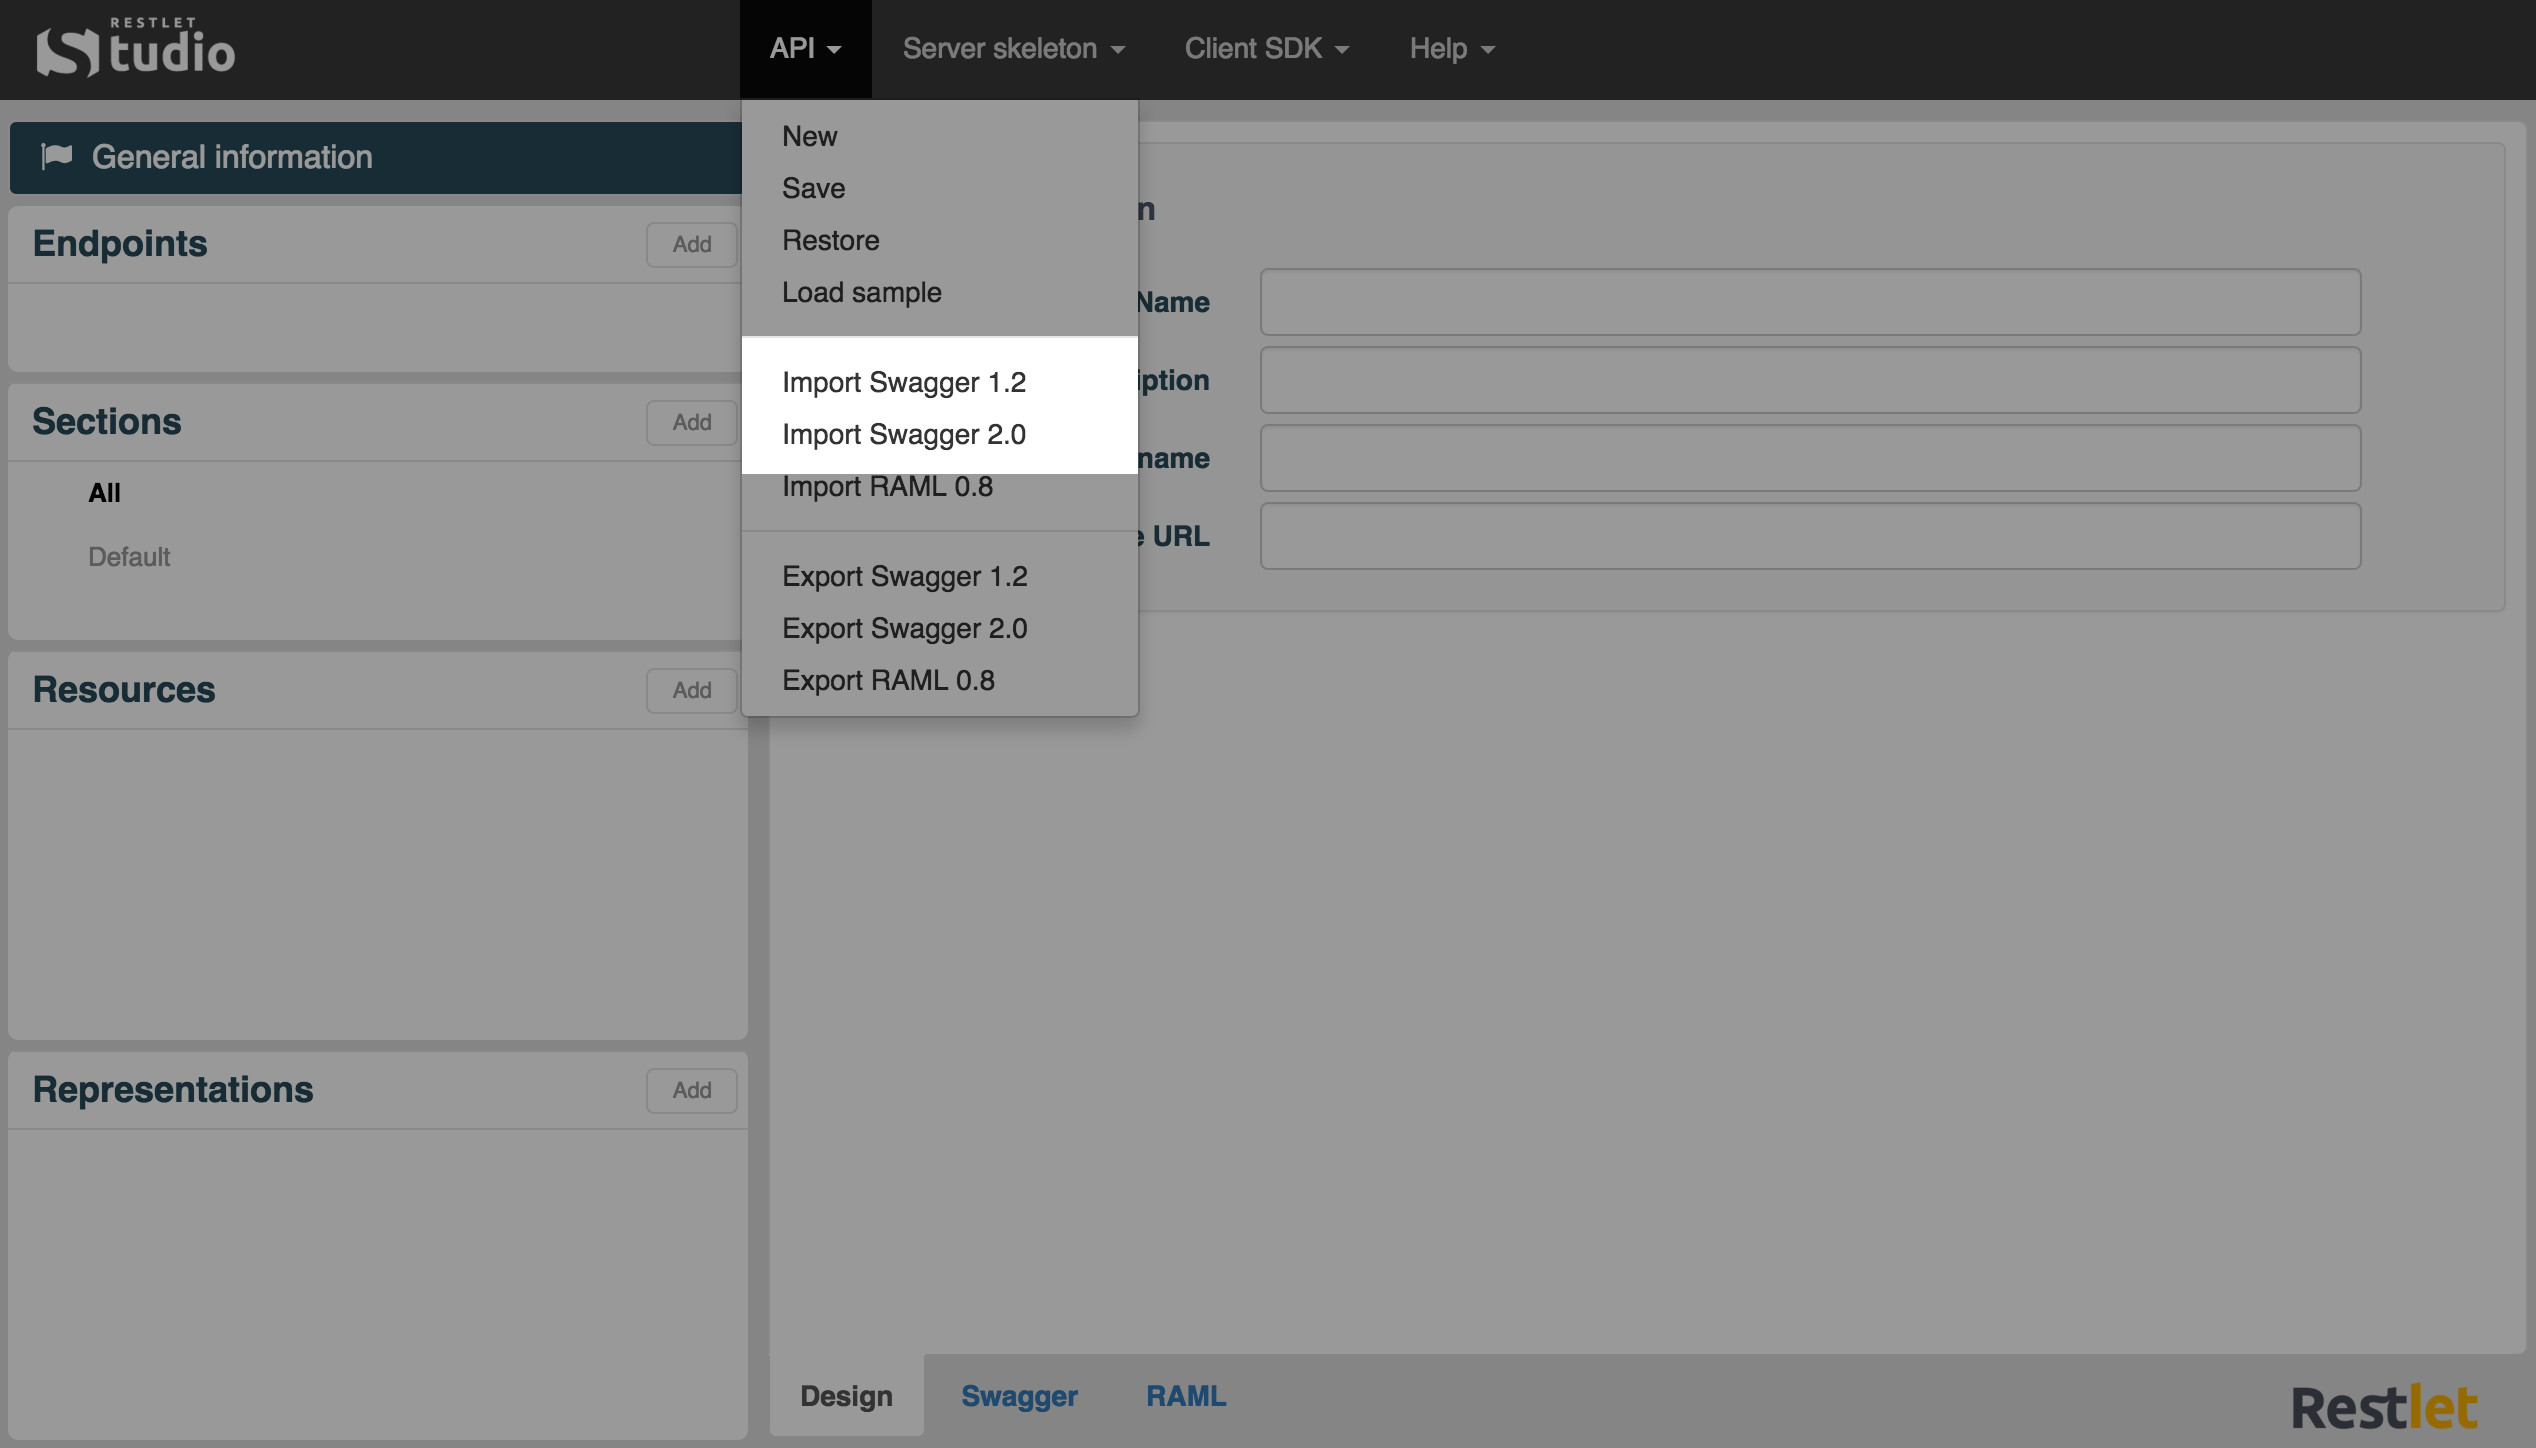 RESTLET
Studio
API
Server skeleton
Client SDK
Help
General information
Endpoints
Add
Sections
Add
All
Default
Resources
Add
Representations
Add
New
Save
Restore
Load sample
Import Swagger 1.2
Import Swagger 2.0
Import RAML 0.8
Export Swagger 1.2
Export Swagger 2.0
Export RAML 0.8
n
Name
iption
name
e URL
Design
Swagger
RAML
Restlet